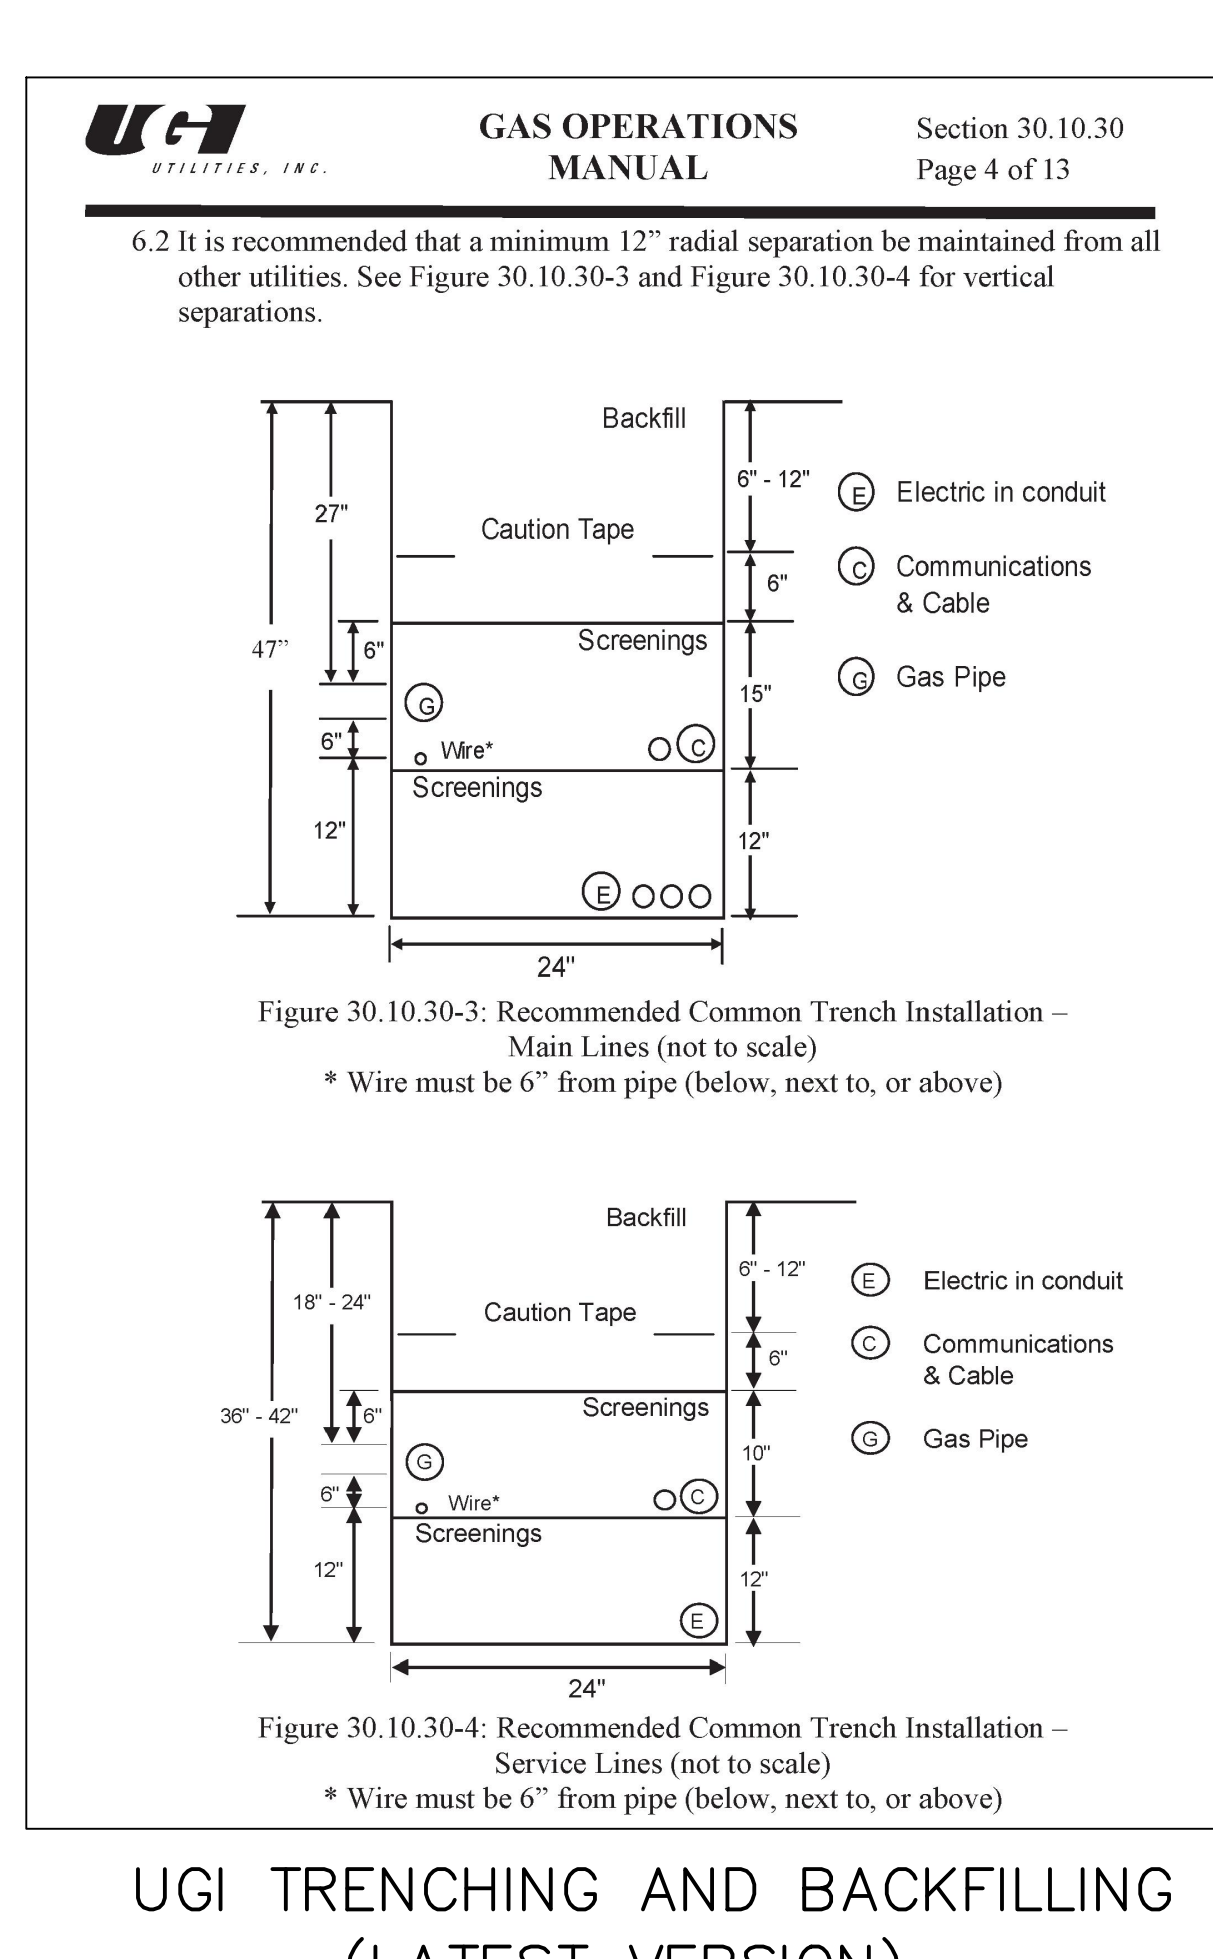 UGI
UTILITIES, INC.
GAS OPERATIONS
MANUAL
Section 30.10.30
Page 4 of 13
6.2 It is recommended that a minimum 12” radial separation be maintained from all
other utilities. See Figure 30.10.30-3 and Figure 30.10.30-4 for vertical
separations.
Backfill
6" - 12"
E Electric in conduit
27"
Caution Tape
C Communications
& Cable
6"
47”
6"
Screenings
G Gas Pipe
15"
G
6"
Wire*
C
Screenings
12"
12"
E
24"
Figure 30.10.30-3: Recommended Common Trench Installation –
Main Lines (not to scale)
* Wire must be 6” from pipe (below, next to, or above)
Backfill
6" - 12"
E Electric in conduit
18" - 24"
Caution Tape
C Communications
& Cable
6"
36" - 42"
6"
Screenings
G Gas Pipe
10"
G
6"
Wire*
C
Screenings
12"
12"
E
24"
Figure 30.10.30-4: Recommended Common Trench Installation –
Service Lines (not to scale)
* Wire must be 6” from pipe (below, next to, or above)
UGI TRENCHING AND BACKFILLING
(LATEST VERSION)